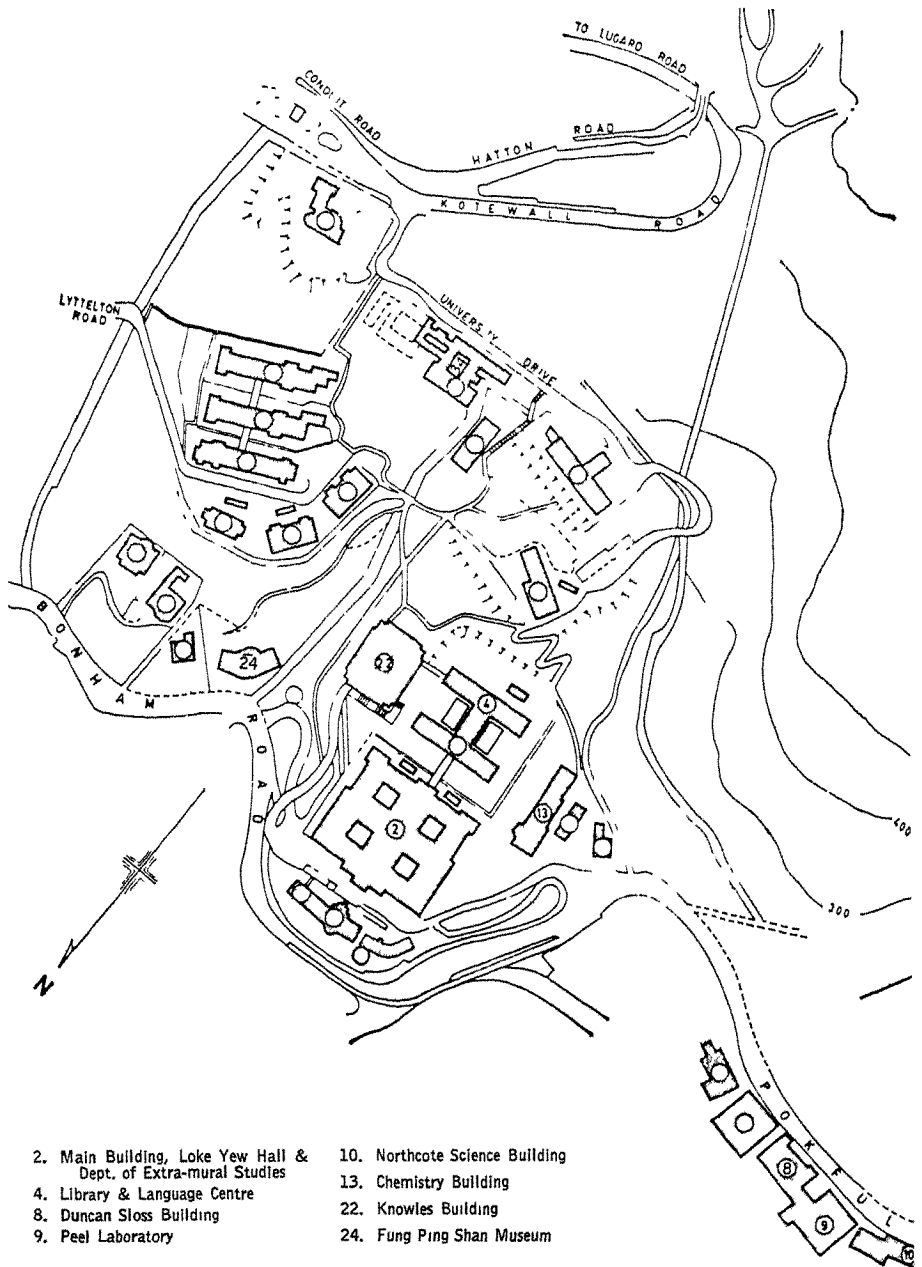 TO LUGARD ROAD
CONDUIT ROAD
HATTON ROAD
KOTEWALL ROAD
LYTTELTON
ROAD
UNIVERSITY DRIVE
BONHAM ROAD
24
4
2
13
400
300
N
POKFUL
8
9
10
2. Main Building, Loke Yew Hall &
Dept. of Extra-mural Studies
4. Library & Language Centre
8. Duncan Sloss Building
9. Peel Laboratory
10. Northcote Science Building
13. Chemistry Building
22. Knowles Building
24. Fung Ping Shan Museum